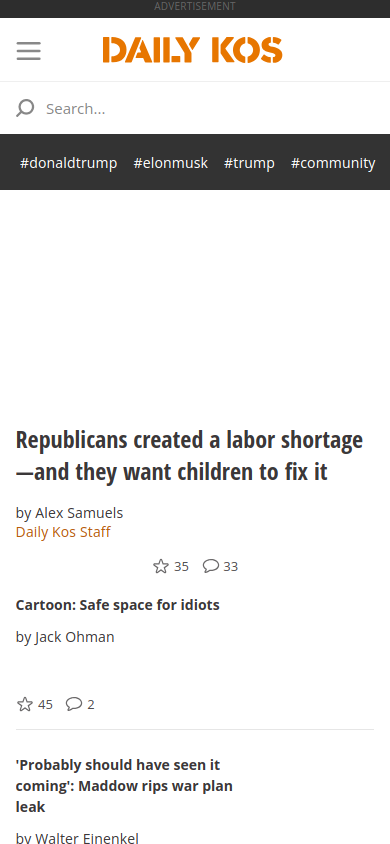 ADVERTISEMENT
DAILY KOS
Search...
#donaldtrump #elonmusk #trump #community
Republicans created a labor shortage
—and they want children to fix it
by Alex Samuels
Daily Kos Staff
35 33
Cartoon: Safe space for idiots
by Jack Ohman
45 2
'Probably should have seen it
coming': Maddow rips war plan
leak
by Walter Einenkel